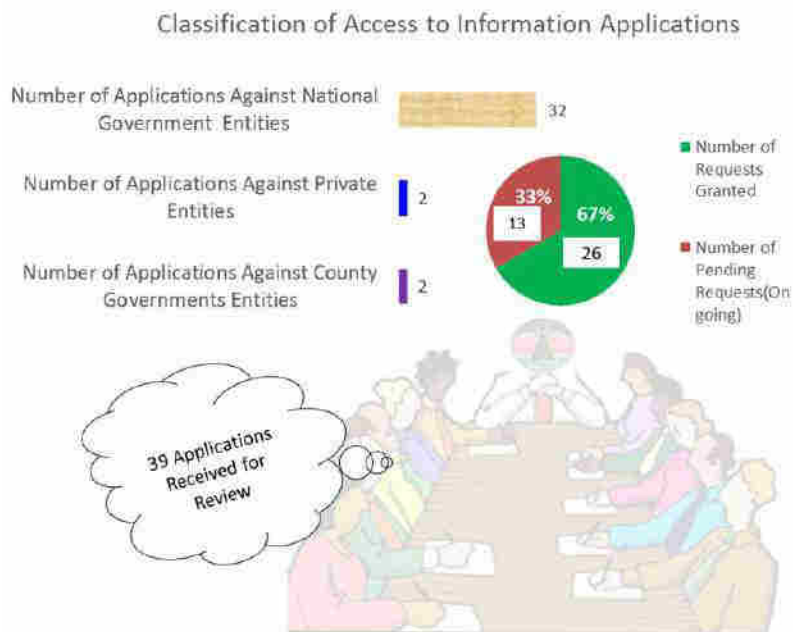 Classification of Access to Information Applications
Number of Applications Against National
Government Entities
32
Number of Applications Against Private
Entities
2
Number of Applications Against County
Governments Entities
2
33%
13
67%
26
Number of
Requests
Granted
Number of
Pending
Requests(On
going)
39 Applications
Received for
Review